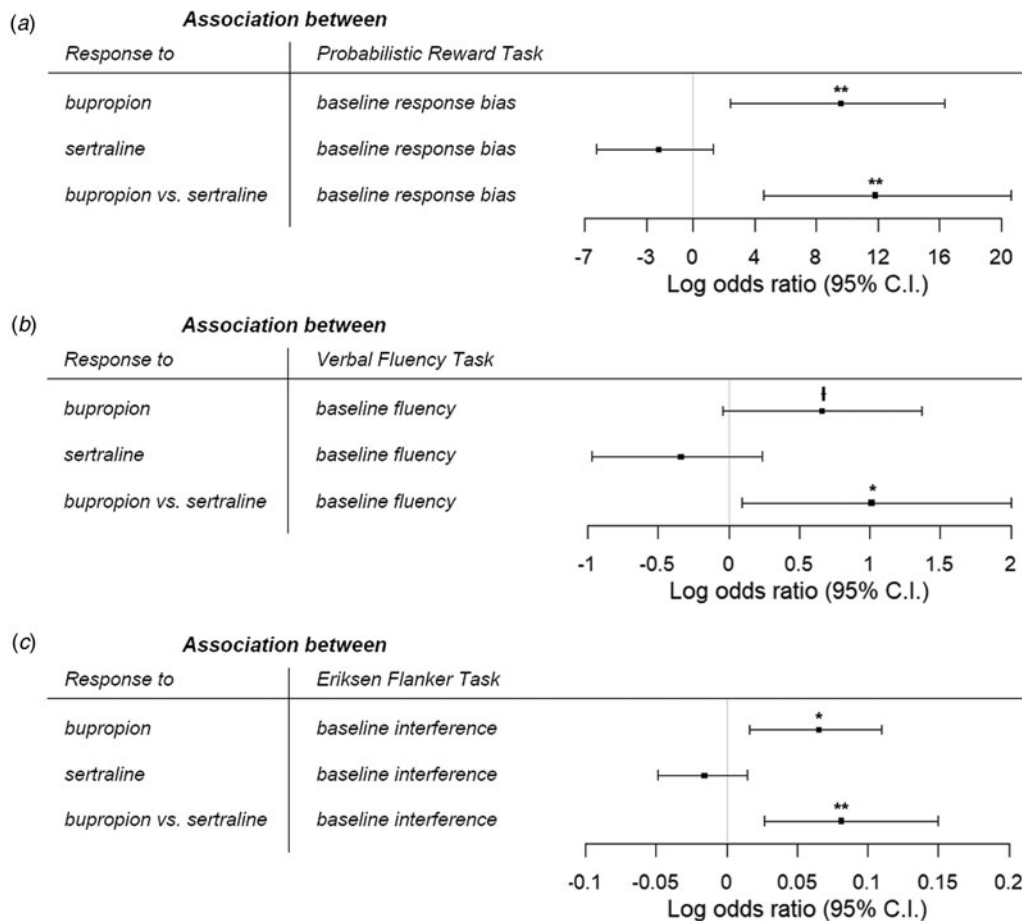 (a) Association between
Response to Probabilistic Reward Task
bupropion baseline response bias **
sertraline baseline response bias
bupropion vs. sertraline baseline response bias **
-7 -3 0 4 8 12 16 20
Log odds ratio (95% C.I.)
(b) Association between
Response to Verbal Fluency Task
bupropion baseline fluency †
sertraline baseline fluency
bupropion vs. sertraline baseline fluency *
-1 -0.5 0 0.5 1 1.5 2
Log odds ratio (95% C.I.)
(c) Association between
Response to Eriksen Flanker Task
bupropion baseline interference *
sertraline baseline interference
bupropion vs. sertraline baseline interference **
-0.1 -0.05 0 0.05 0.1 0.15 0.2
Log odds ratio (95% C.I.)